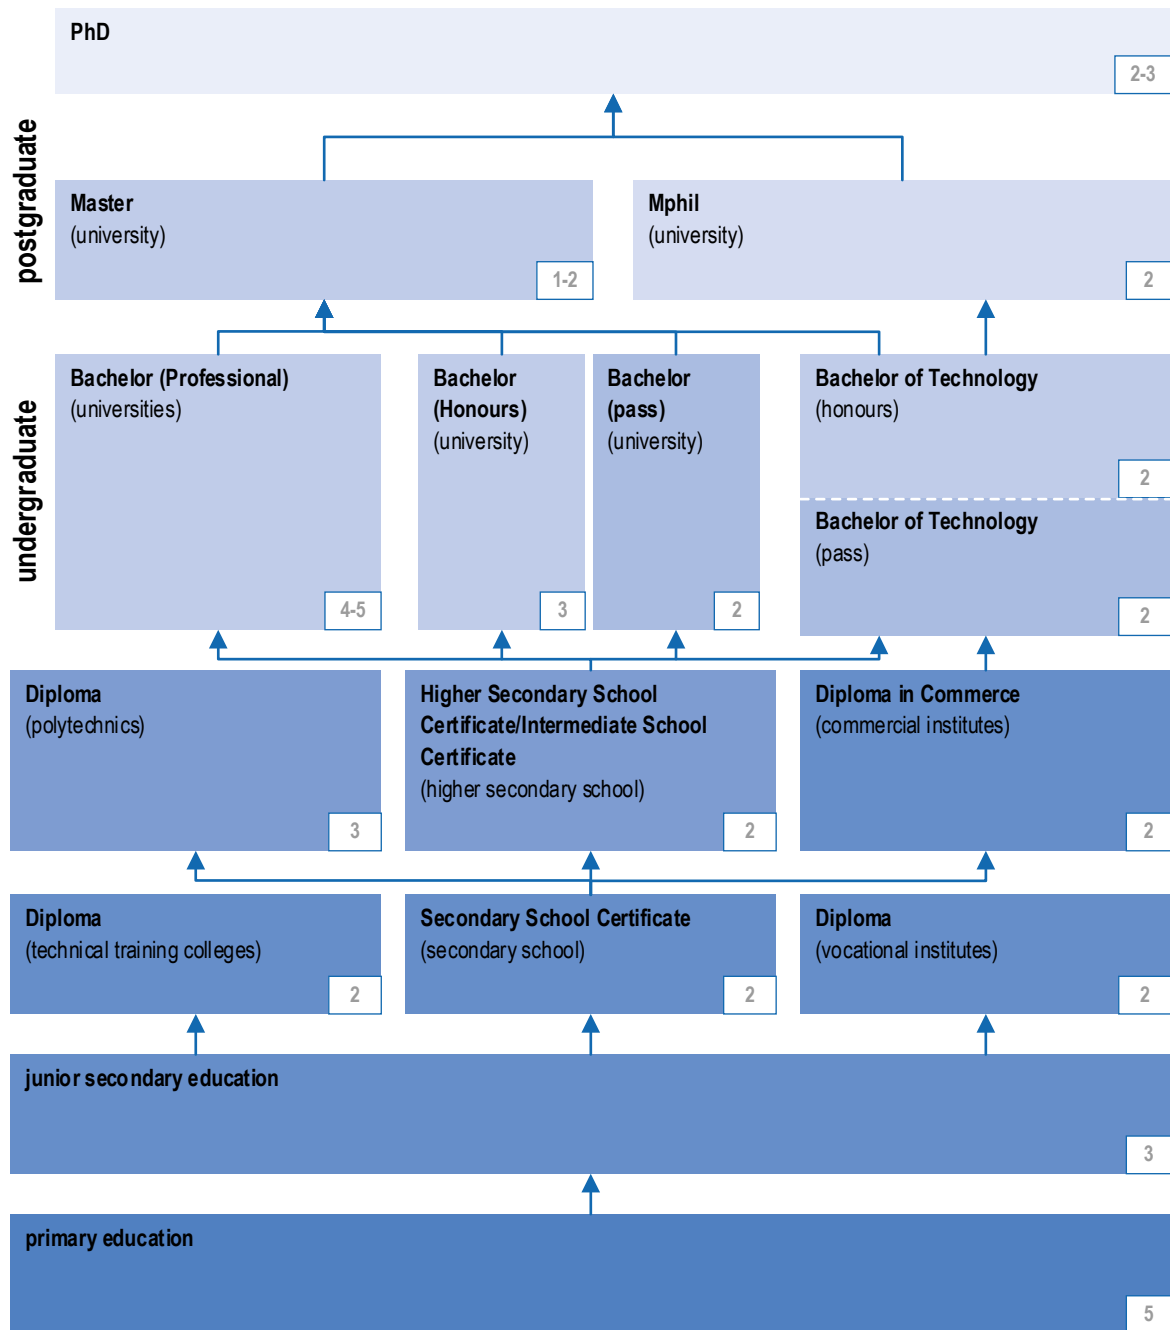 PhD
2-3
postgraduate
Master
(university)
1-2
Mphil
(university)
2
undergraduate
Bachelor (Professional)
(universities)
4-5
Bachelor
(Honours)
(university)
3
Bachelor
(pass)
(university)
2
Bachelor of Technology
(honours)
2
Bachelor of Technology
(pass)
2
Diploma
(polytechnics)
3
Higher Secondary School
Certificate/Intermediate School
Certificate
(higher secondary school)
2
Diploma in Commerce
(commercial institutes)
2
Diploma
(technical training colleges)
2
Secondary School Certificate
(secondary school)
2
Diploma
(vocational institutes)
2
junior secondary education
3
primary education
5